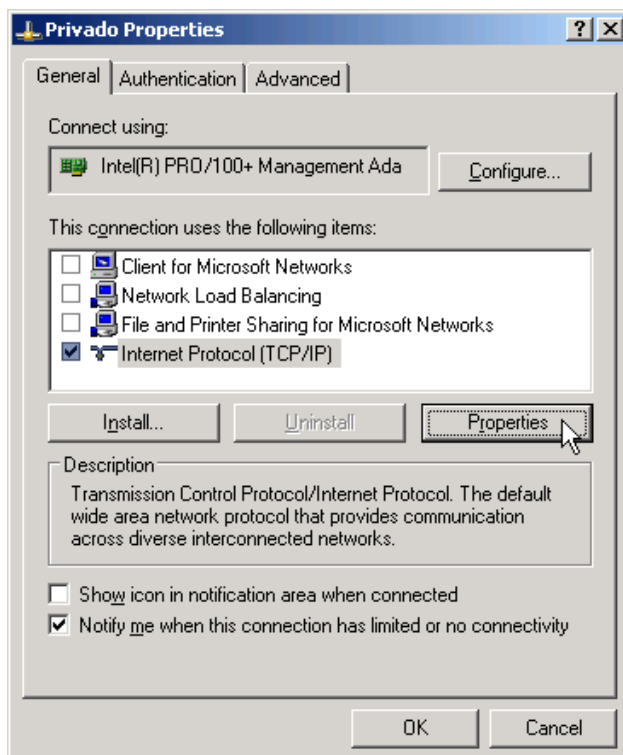 Privado Properties
General Authentication Advanced
Connect using:
Intel(R) PRO/100+ Management Ada
Configure...
This connection uses the following items:
Client for Microsoft Networks
Network Load Balancing
File and Printer Sharing for Microsoft Networks
Internet Protocol (TCP/IP)
Install... Uninstall Properties
Description
Transmission Control Protocol/Internet Protocol. The default
wide area network protocol that provides communication
across diverse interconnected networks.
Show icon in notification area when connected
Notify me when this connection has limited or no connectivity
OK Cancel